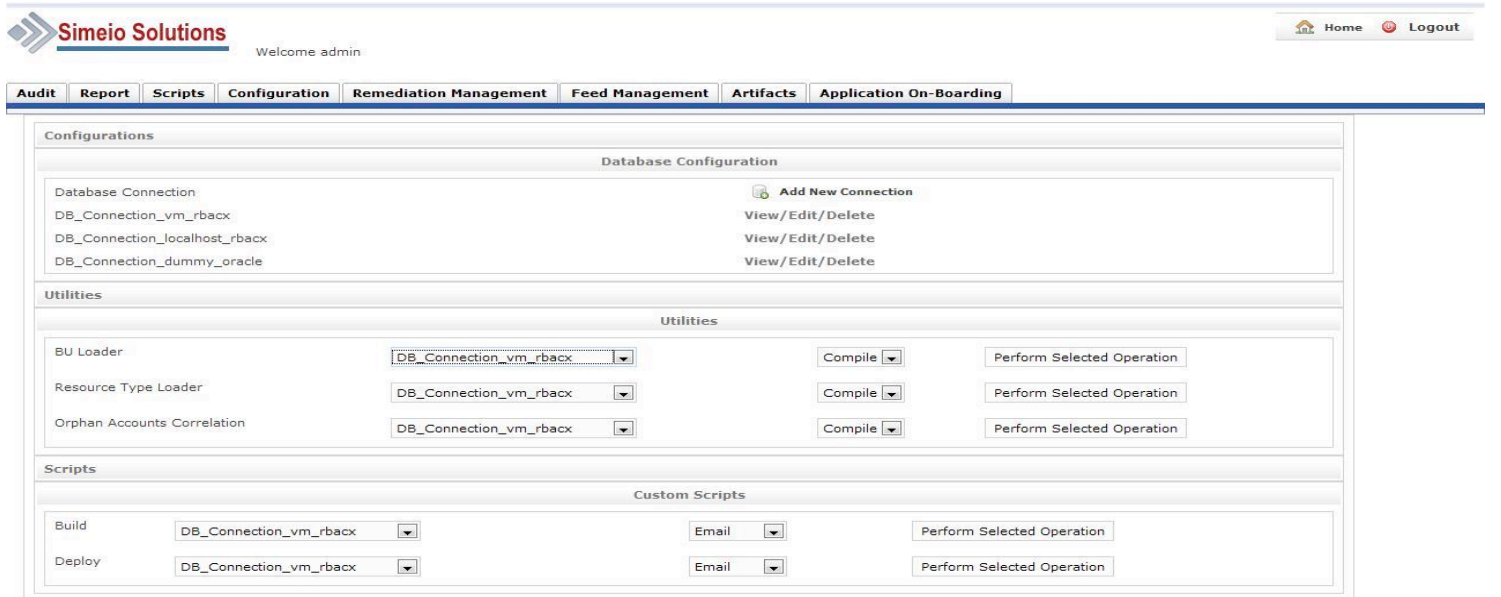 Simeio Solutions
Welcome admin
Home Logout
Audit Report Scripts Configuration Remediation Management Feed Management Artifacts Application On-Boarding
Configurations
Database Configuration
Database Connection Add New Connection
DB_Connection_vm_rbacx View/Edit/Delete
DB_Connection_localhost_rbacx View/Edit/Delete
DB_Connection_dummy_oracle View/Edit/Delete
Utilities
Utilities
BU Loader DB_Connection_vm_rbacx Compile Perform Selected Operation
Resource Type Loader DB_Connection_vm_rbacx Compile Perform Selected Operation
Orphan Accounts Correlation DB_Connection_vm_rbacx Compile Perform Selected Operation
Scripts
Custom Scripts
Build DB_Connection_vm_rbacx Email Perform Selected Operation
Deploy DB_Connection_vm_rbacx Email Perform Selected Operation